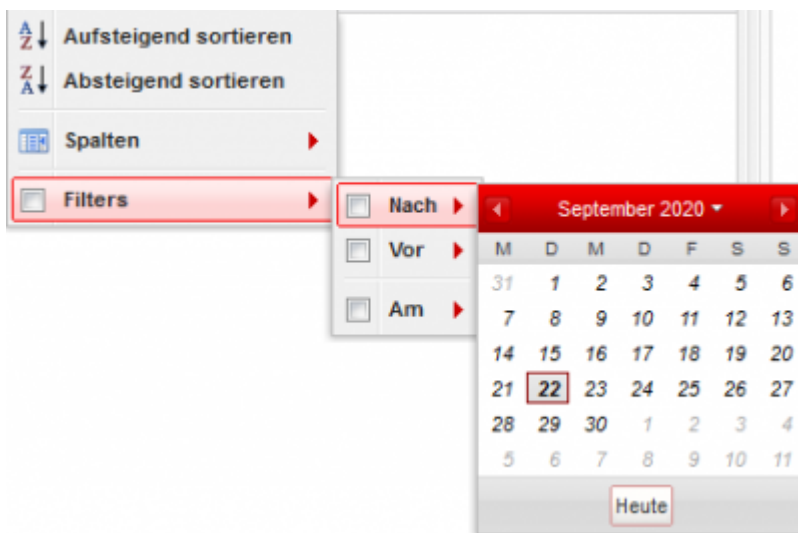 Aufsteigend sortieren
Absteigend sortieren
Spalten
Filters
Nach
Vor
Am
September 2020
M D M D F S S
31 1 2 3 4 5 6
7 8 9 10 11 12 13
14 15 16 17 18 19 20
21 22 23 24 25 26 27
28 29 30 1 2 3 4
5 6 7 8 9 10 11
Heute